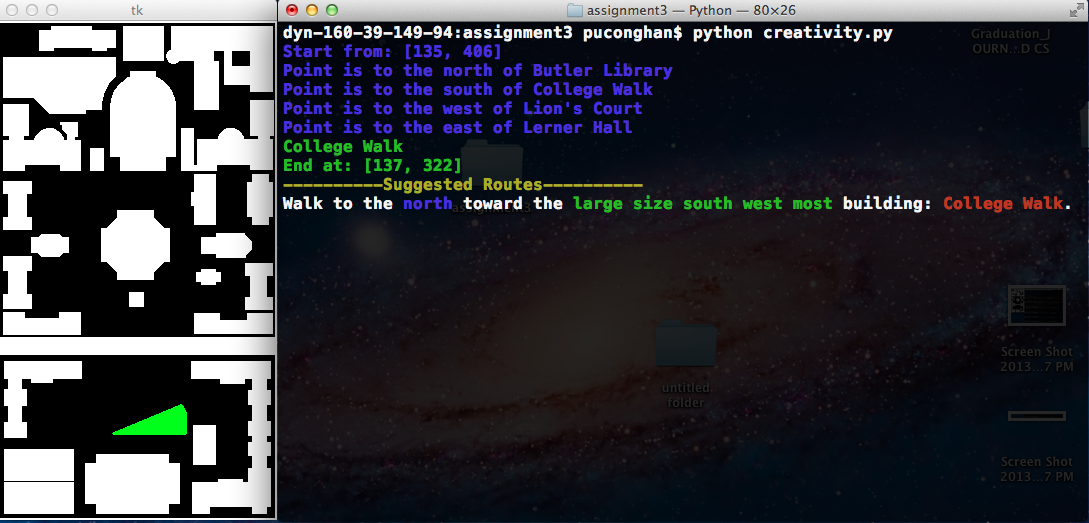 tk
assignment3 — Python — 80×26
dyn-160-39-149-94:assignment3 puconghan$ python creativity.py
Start from: [135, 406]
Point is to the north of Butler Library
Point is to the south of College Walk
Point is to the west of Lion's Court
Point is to the east of Lerner Hall
College Walk
End at: [137, 322]
----------Suggested Routes----------
Walk to the north toward the large size south west most building: College Walk.
Graduation_J
OURN.: D CS
assignment3
untitled
folder
Screen Shot
2013...7 PM
Screen Shot
2013...7 PM